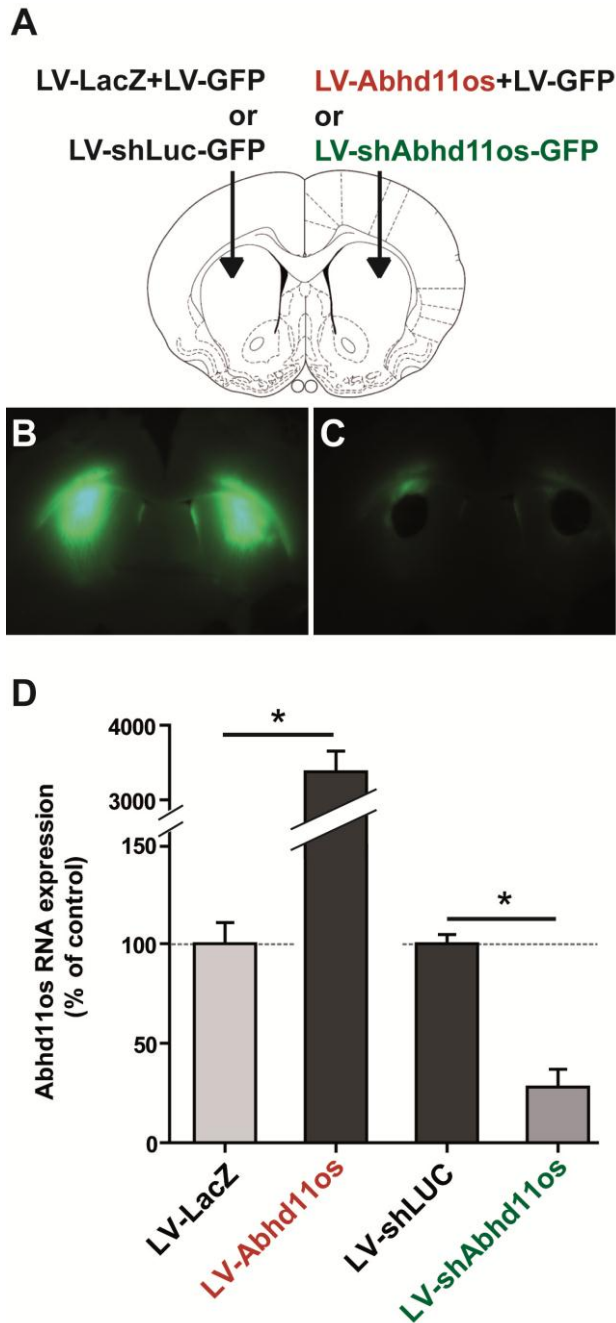 A
LV-LacZ+LV-GFP
or
LV-shLuc-GFP
LV-Abhd11os+LV-GFP
or
LV-shAbhd11os-GFP
B
C
D
Abhd11os RNA expression
(% of control)
4000
3000
150
100
50
0
*
*
LV-LacZ
LV-Abhd11os
LV-shLUC
LV-shAbhd11os